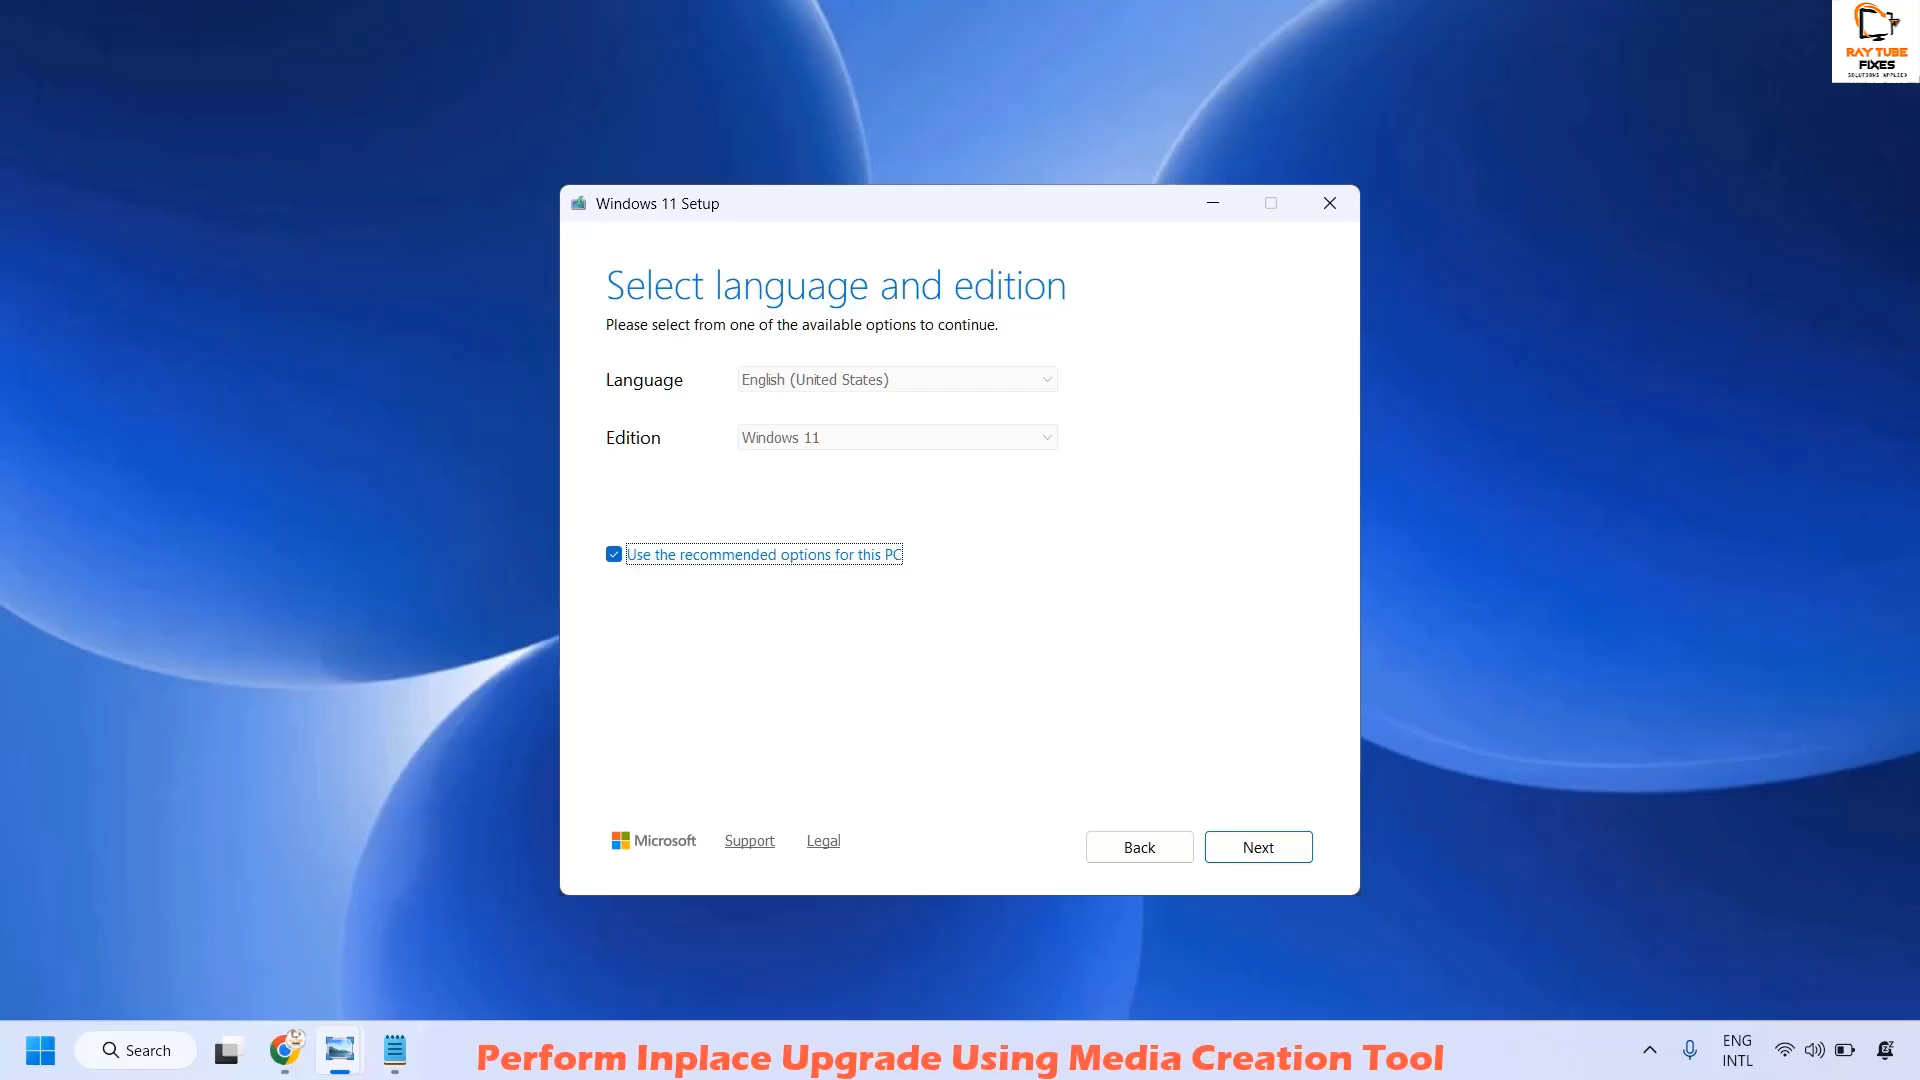 RAY TUBE
FIXES
SOLUTIONS APPLIED
Windows 11 Setup
Select language and edition
Please select from one of the available options to continue.
Language
English (United States)
Edition
Windows 11
Use the recommended options for this PC
Microsoft
Support
Legal
Back
Next
Search
Perform Inplace Upgrade Using Media Creation Tool
ENG
INTL